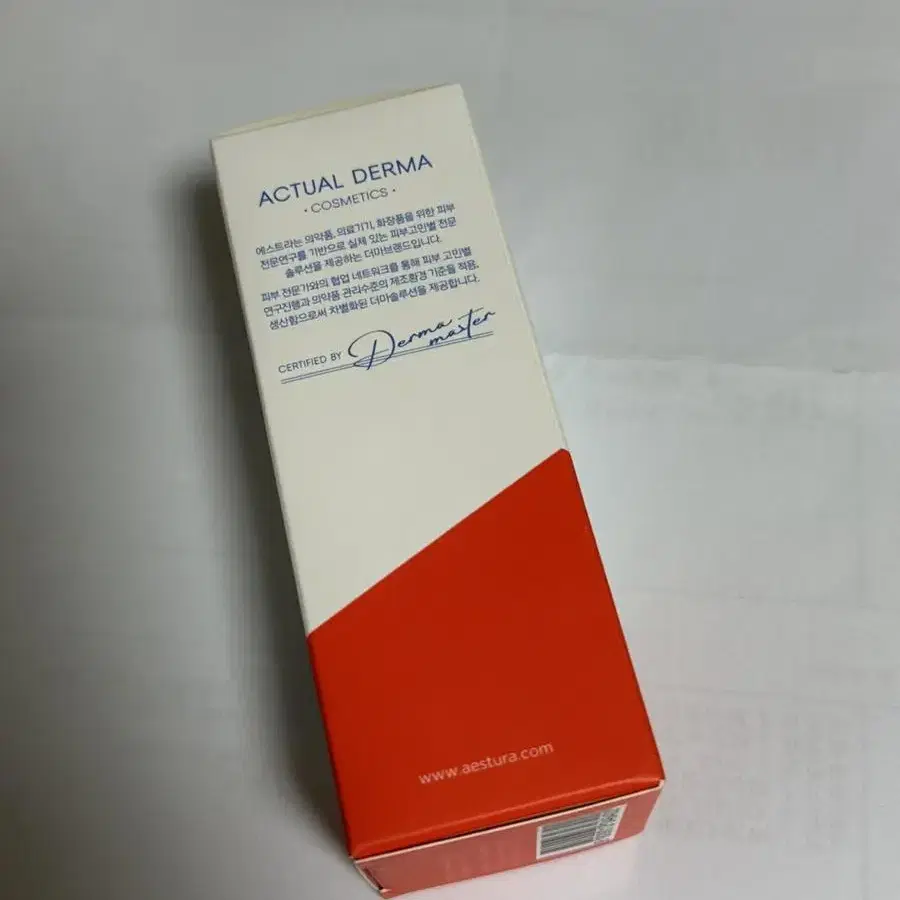 ACTUAL DERMA
• COSMETICS •
에스트라는 의약품, 의료기기, 화장품을 위한 피부
전문연구를 기반으로 실제 있는 피부고민별 전문
솔루션을 제공하는 더마브랜드입니다.
피부 전문가와의 협업 네트워크를 통해 피부 고민별
연구진행과 의약품 관리수준의 제조환경 기준을 적용,
생산함으로써 차별화된 더마솔루션을 제공합니다.
CERTIFIED BY Derma master
www.aestura.com